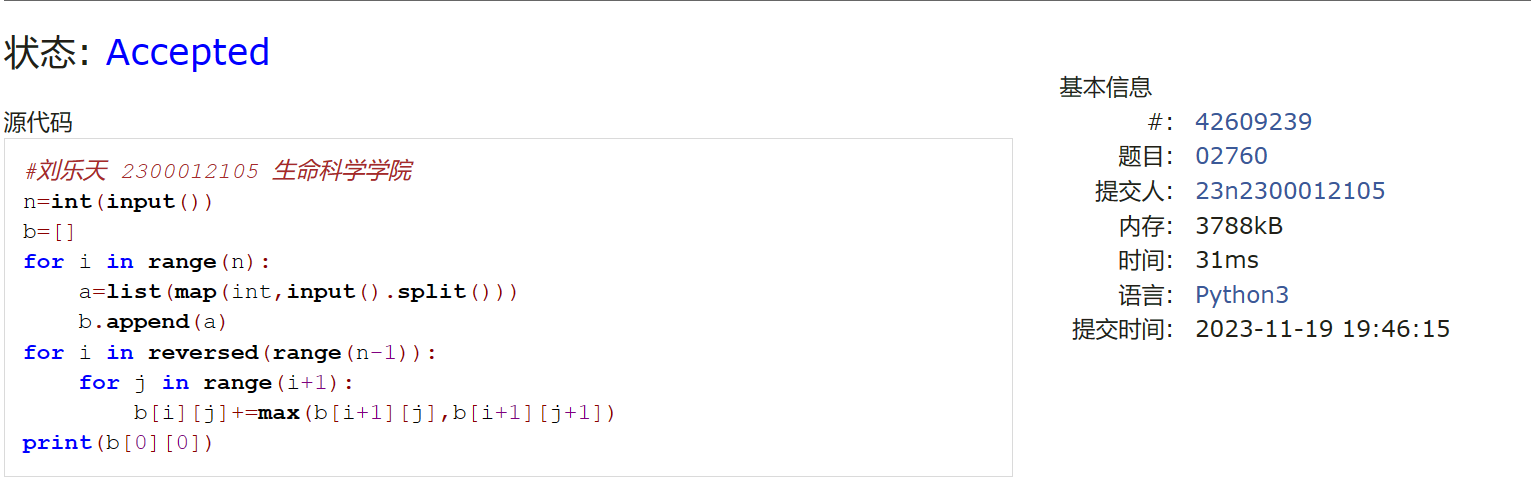 状态: Accepted
源代码
#刘乐天 2300012105 生命科学学院
n=int(input())
b=[]
for i in range(n):
    a=list(map(int,input().split()))
    b.append(a)
for i in reversed(range(n-1)):
    for j in range(i+1):
        b[i][j]+=max(b[i+1][j],b[i+1][j+1])
print(b[0][0])
基本信息
#: 42609239
题目: 02760
提交人: 23n2300012105
内存: 3788kB
时间: 31ms
语言: Python3
提交时间: 2023-11-19 19:46:15